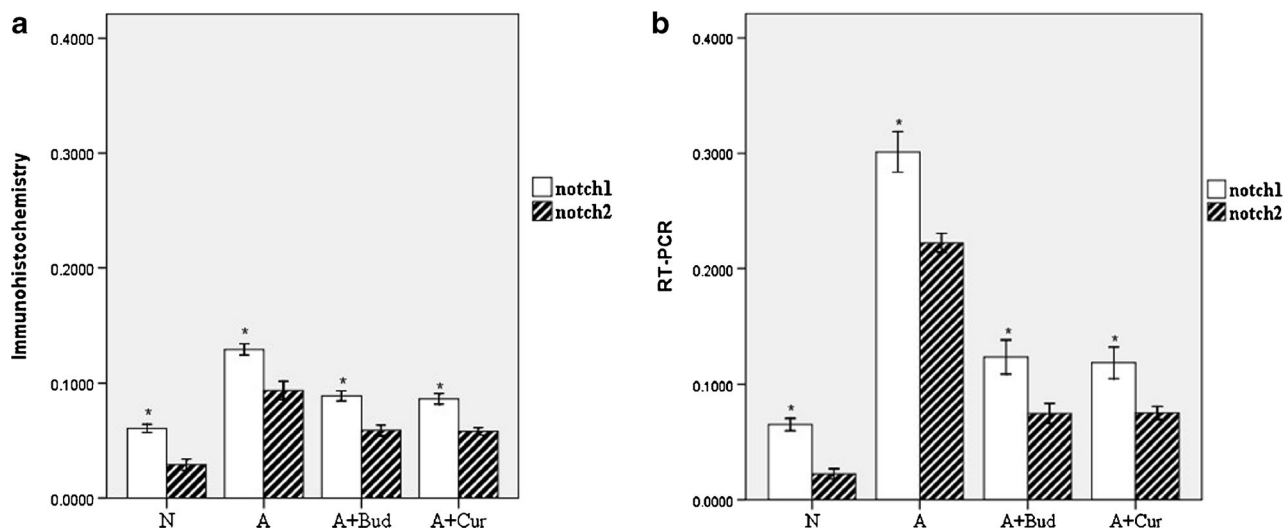 a
0.4000
0.3000
0.2000
0.1000
0.0000
Immunohistochemistry
*
*
*
*
N
A
A+Bud
A+Cur
notch1
notch2
b
0.4000
0.3000
0.2000
0.1000
0.0000
RT-PCR
*
*
*
*
N
A
A+Bud
A+Cur
notch1
notch2